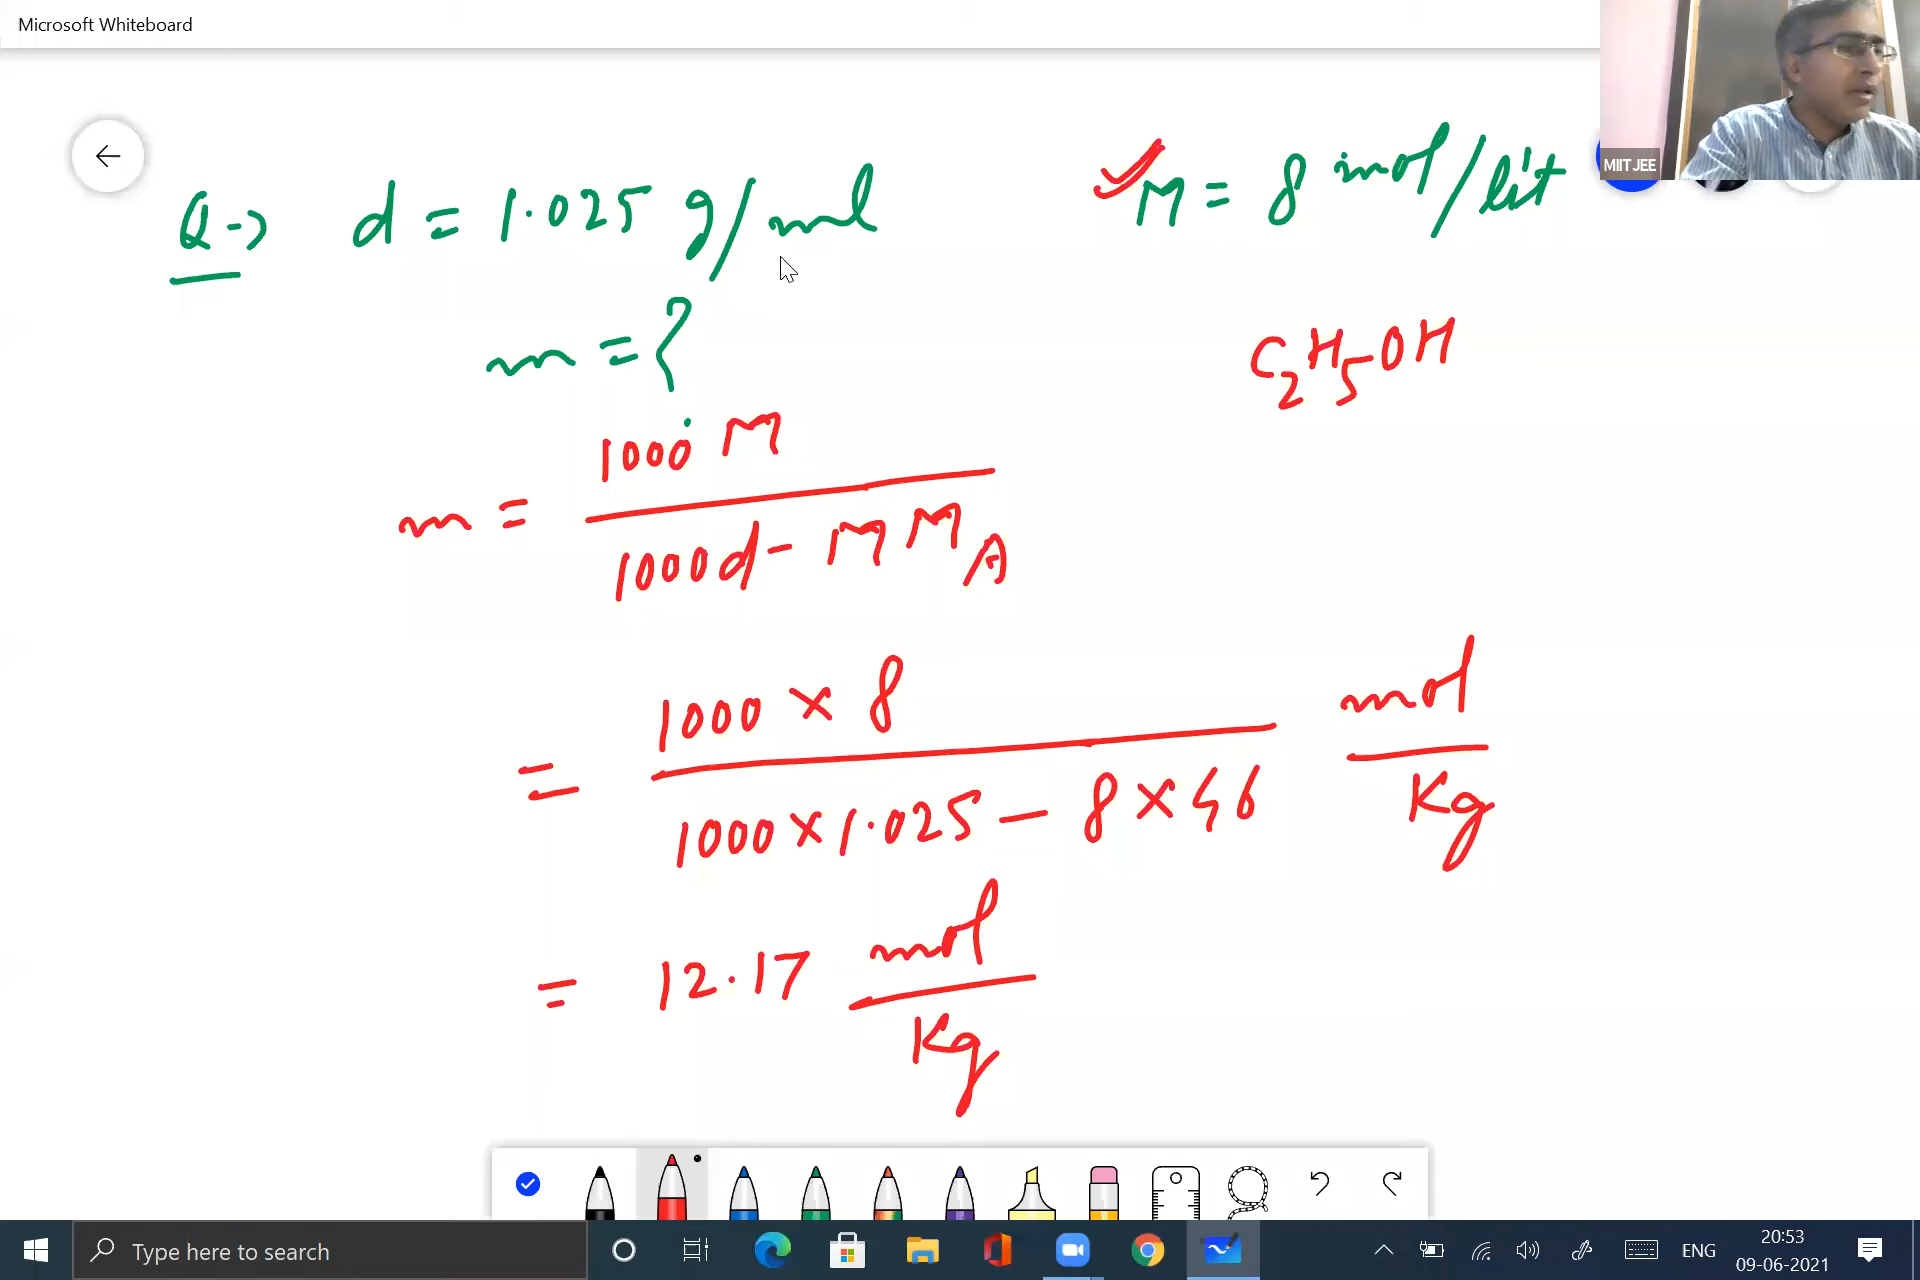 Microsoft Whiteboard
MIIT JEE
Q→ d = 1.025 g/ml M = 8 mol/lit
m = ?
C2H5OH
m = 1000 M / 1000d - M MA
= 1000 × 8 / 1000 × 1.025 - 8 × 46 mol / Kg
= 12.17 mol / Kg
Type here to search
ENG
20:53
09-06-2021